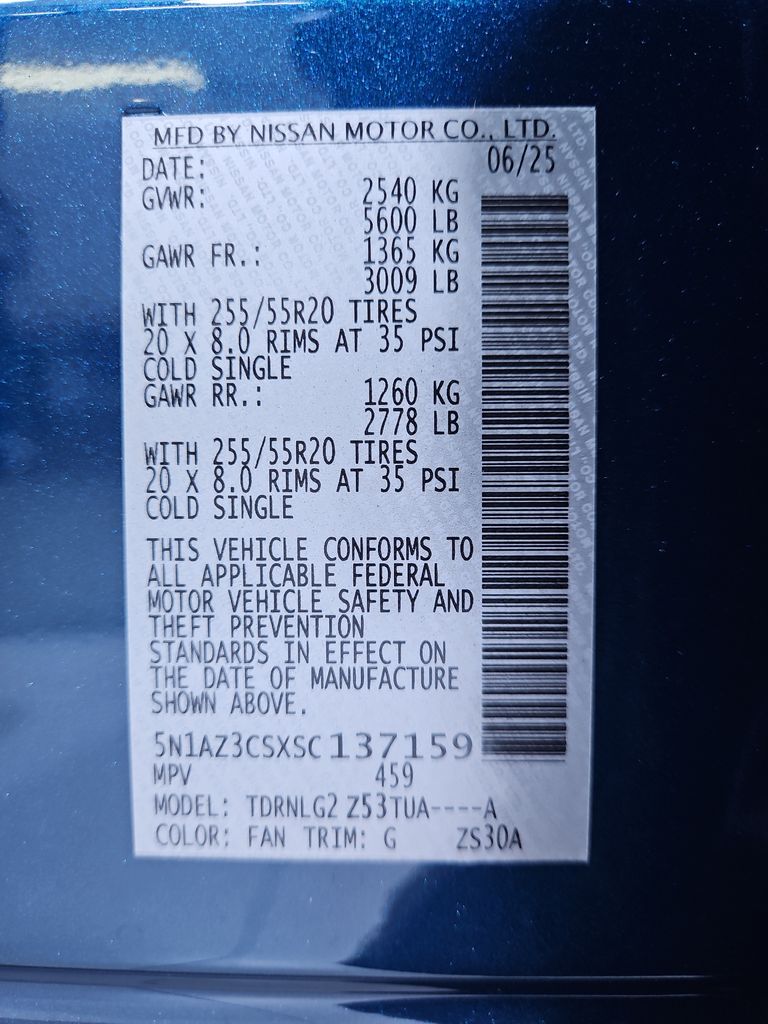 MFD BY NISSAN MOTOR CO., LTD.
DATE: 06/25
GVWR: 2540 KG
5600 LB
GAWR FR.: 1365 KG
3009 LB
WITH 255/55R20 TIRES
20 X 8.0 RIMS AT 35 PSI
COLD SINGLE
GAWR RR.: 1260 KG
2778 LB
WITH 255/55R20 TIRES
20 X 8.0 RIMS AT 35 PSI
COLD SINGLE
THIS VEHICLE CONFORMS TO
ALL APPLICABLE FEDERAL
MOTOR VEHICLE SAFETY AND
THEFT PREVENTION
STANDARDS IN EFFECT ON
THE DATE OF MANUFACTURE
SHOWN ABOVE.
5N1AZ3CSXSC137159
MPV 459
MODEL: TDRNLG2 Z53TUA----A
COLOR: FAN TRIM: G ZS30A